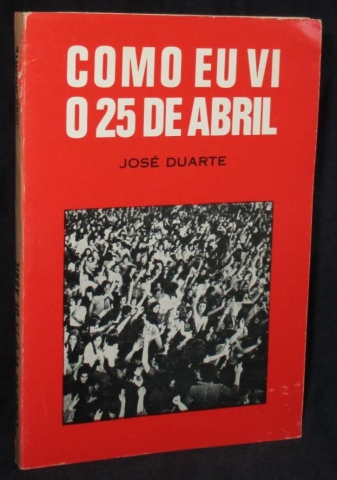 COMO EU VI
O 25 DE ABRIL
JOSÉ DUARTE